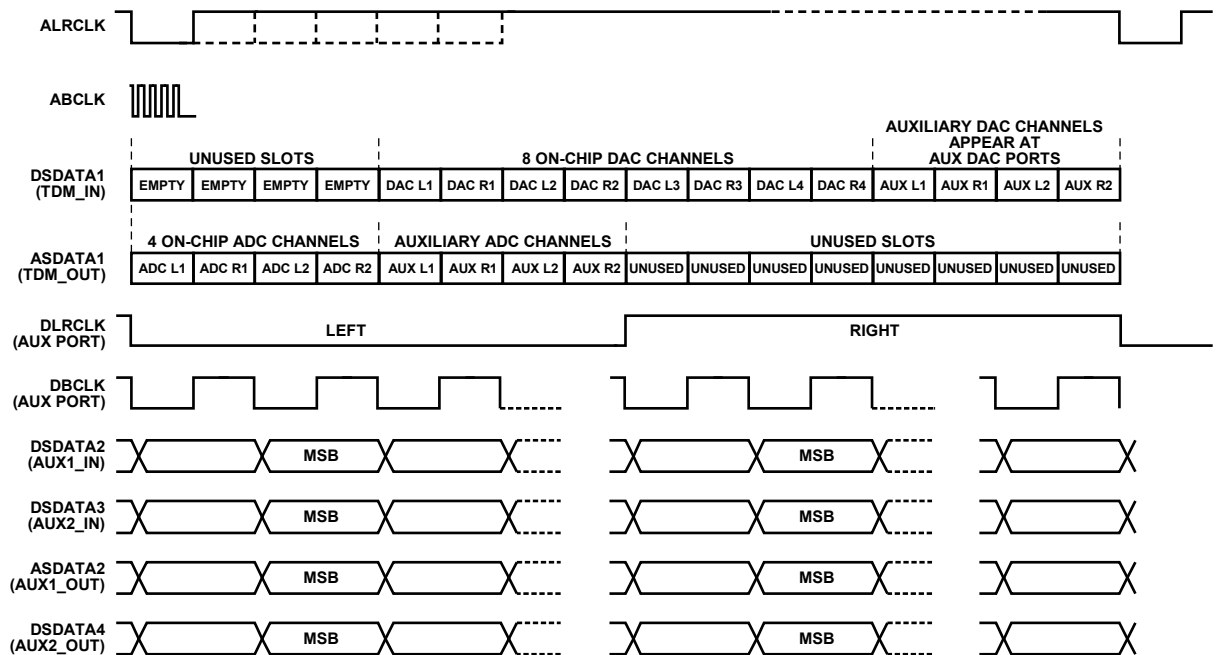 ALRCLK
ABCLK
AUXILIARY DAC CHANNELS
APPEAR AT
AUX DAC PORTS
UNUSED SLOTS
8 ON-CHIP DAC CHANNELS
DSDATA1
(TDM_IN)
EMPTY EMPTY EMPTY EMPTY DAC L1 DAC R1 DAC L2 DAC R2 DAC L3 DAC R3 DAC L4 DAC R4 AUX L1 AUX R1 AUX L2 AUX R2
4 ON-CHIP ADC CHANNELS
AUXILIARY ADC CHANNELS
UNUSED SLOTS
ASDATA1
(TDM_OUT)
ADC L1 ADC R1 ADC L2 ADC R2 AUX L1 AUX R1 AUX L2 AUX R2 UNUSED UNUSED UNUSED UNUSED UNUSED UNUSED UNUSED UNUSED
DLRCLK
(AUX PORT)
LEFT
RIGHT
DBCLK
(AUX PORT)
DSDATA2
(AUX1_IN)
MSB
MSB
DSDATA3
(AUX2_IN)
MSB
MSB
ASDATA2
(AUX1_OUT)
MSB
MSB
DSDATA4
(AUX2_OUT)
MSB
MSB